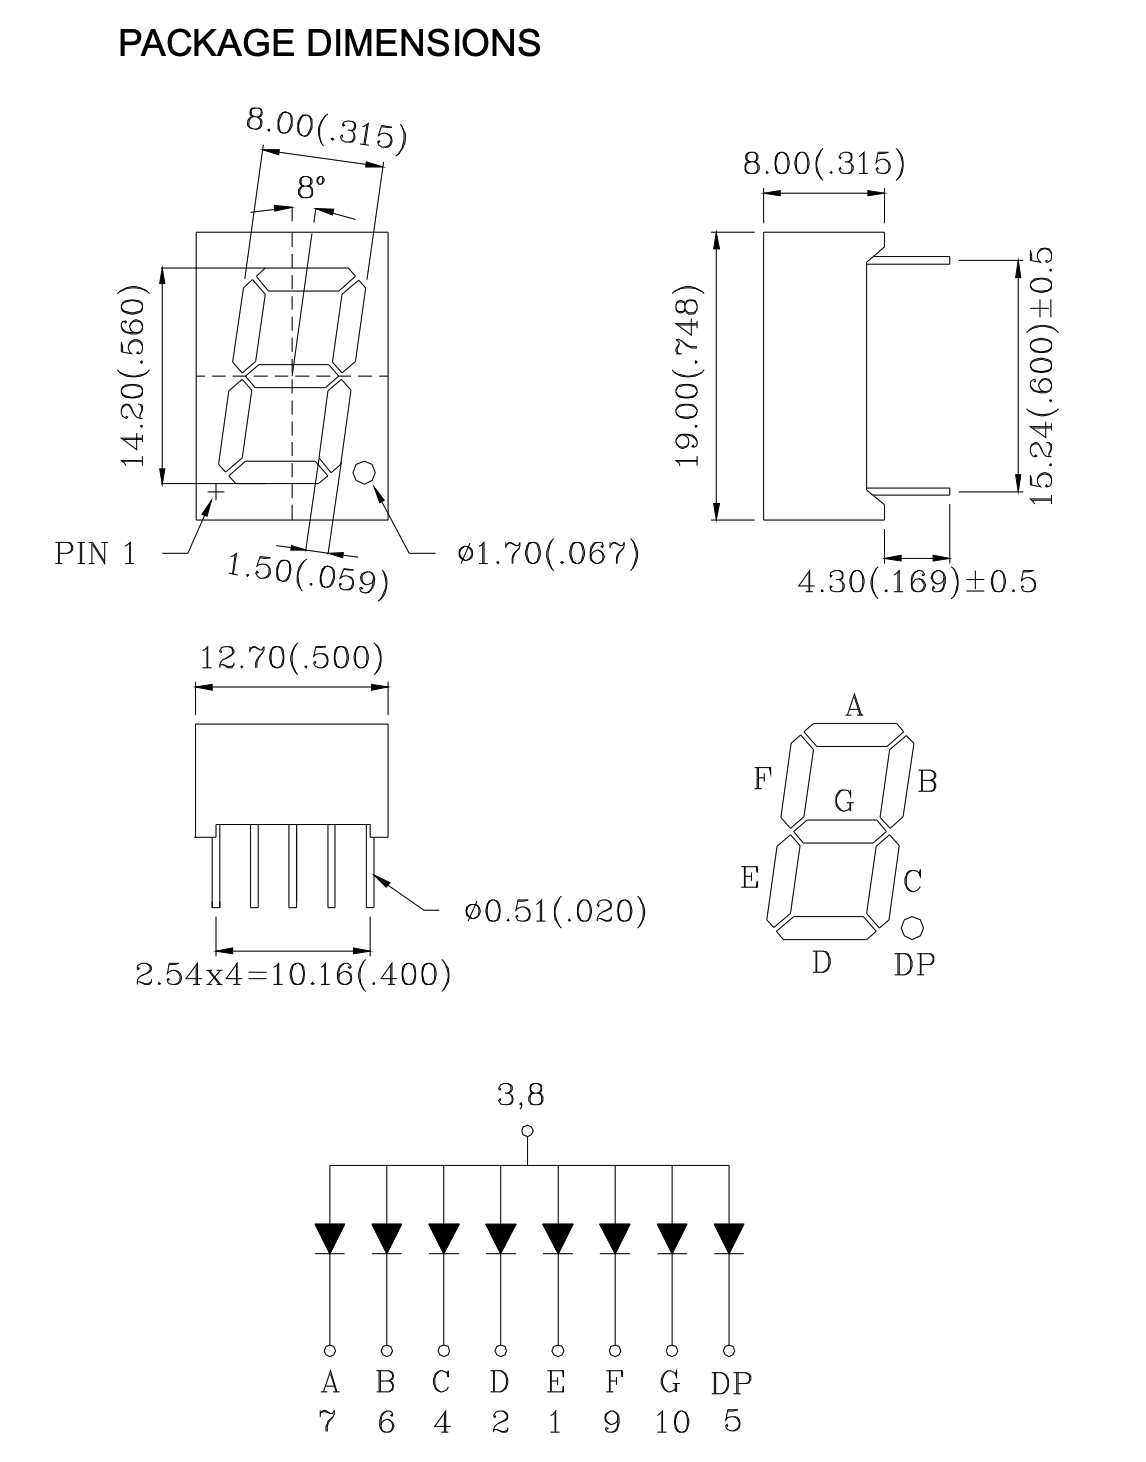 PACKAGE DIMENSIONS
8.00(.315)
8°
14.20(.560)
PIN 1
1.50(.059)
ø1.70(.067)
8.00(.315)
19.00(.748)
15.24(.600)±0.5
4.30(.169)±0.5
12.70(.500)
ø0.51(.020)
2.54x4=10.16(.400)
A
F
B
G
E
C
D
DP
3,8
A B C D E F G DP
7 6 4 2 1 9 10 5